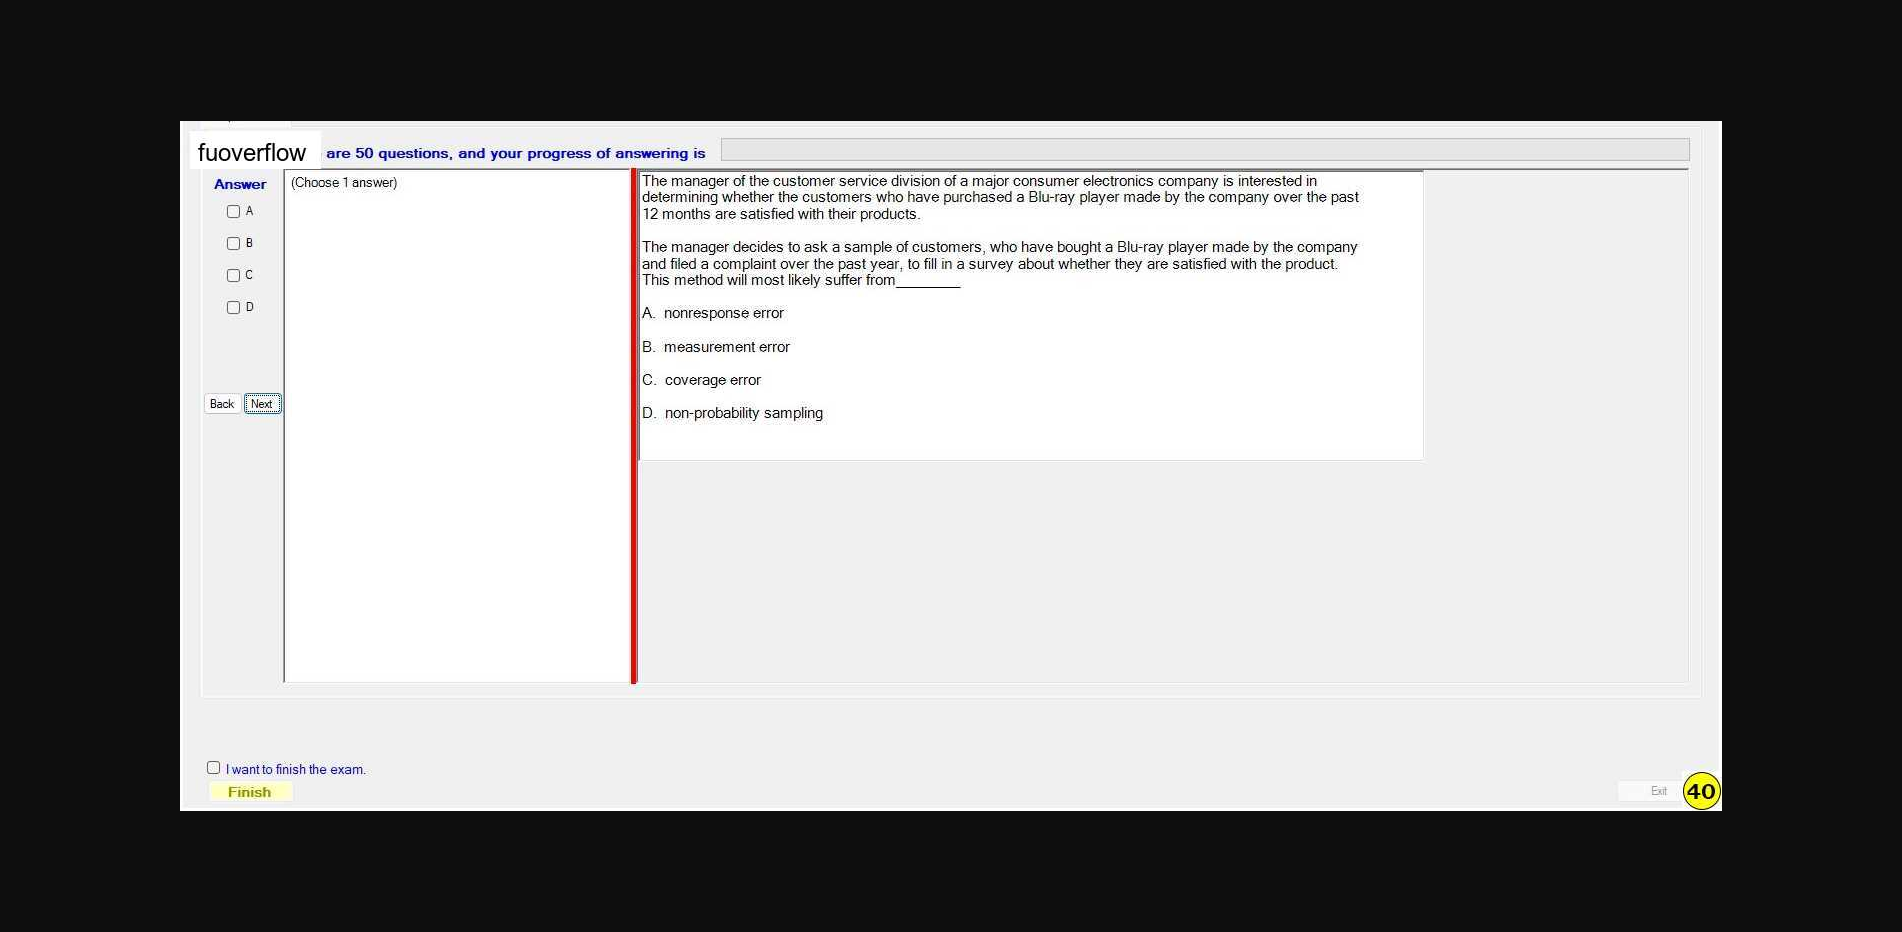 fuoverflow are 50 questions, and your progress of answering is
Answer
(Choose 1 answer)
A
B
C
D
Back Next
The manager of the customer service division of a major consumer electronics company is interested in
determining whether the customers who have purchased a Blu-ray player made by the company over the past
12 months are satisfied with their products.
The manager decides to ask a sample of customers, who have bought a Blu-ray player made by the company
and filed a complaint over the past year, to fill in a survey about whether they are satisfied with the product.
This method will most likely suffer from________
A. nonresponse error
B. measurement error
C. coverage error
D. non-probability sampling
I want to finish the exam.
Finish
Exit
40